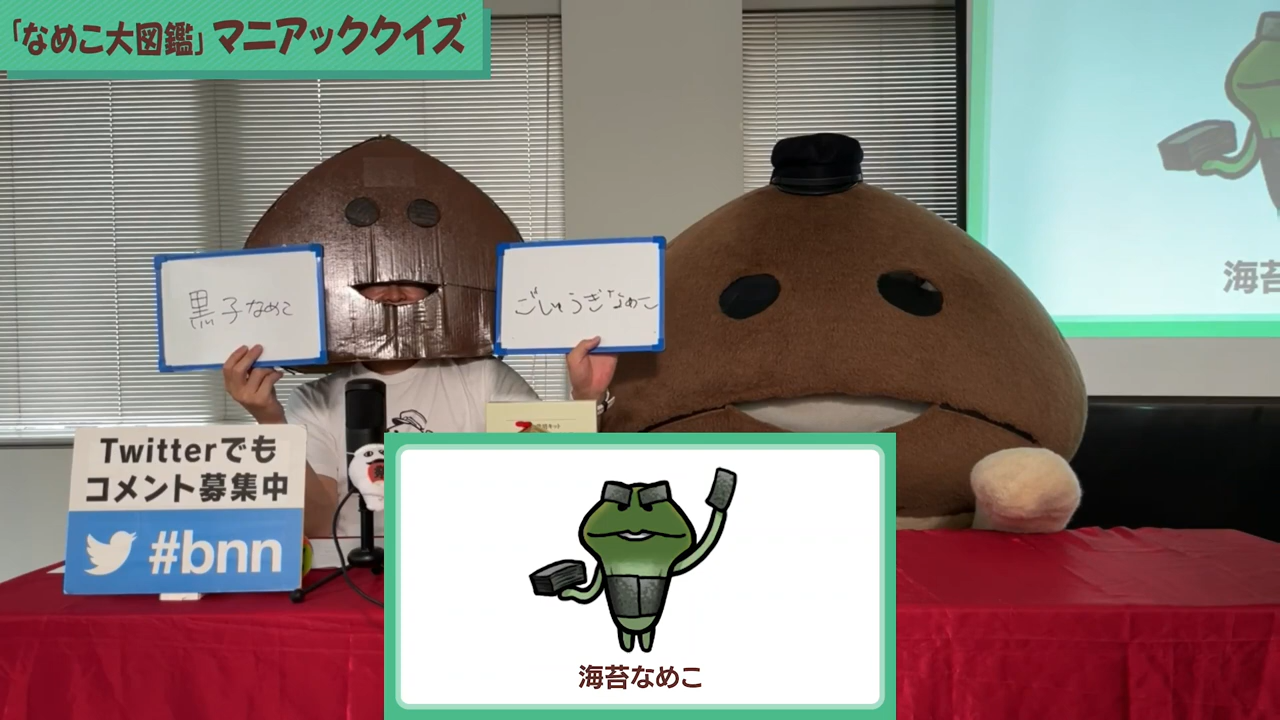 「なめこ大図鑑」マニアッククイズ
黒子なめこ
ごしゅうぎなめこ
Twitterでも
コメント募集中
#bnn
海苔なめこ
海苔